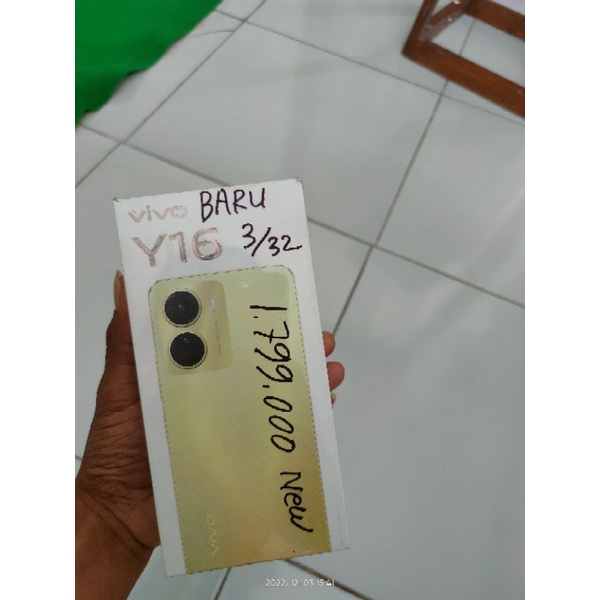 vivo BARU
Y16 3/32
1.799.000 New
vivo
2022/12/03 15:41